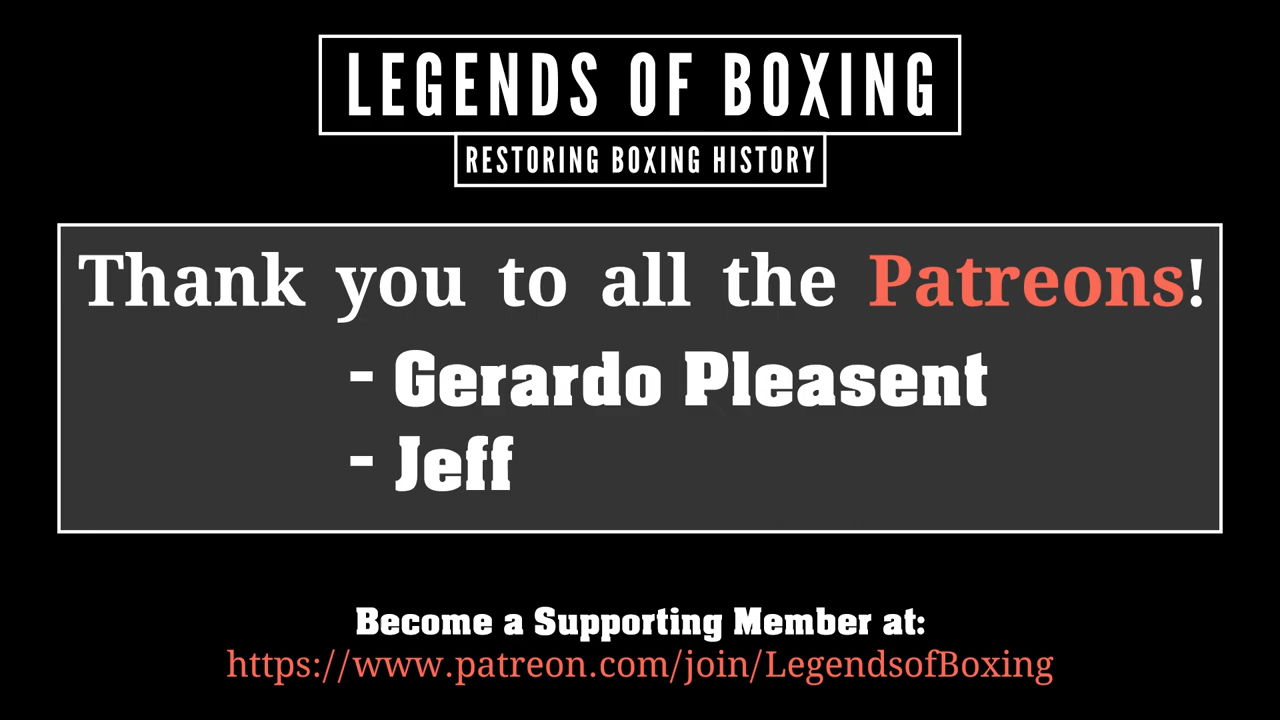 LEGENDS OF BOXING
RESTORING BOXING HISTORY
Thank you to all the Patreons!
- Gerardo Pleasent
- Jeff
Become a Supporting Member at:
https://www.patreon.com/join/LegendsofBoxing